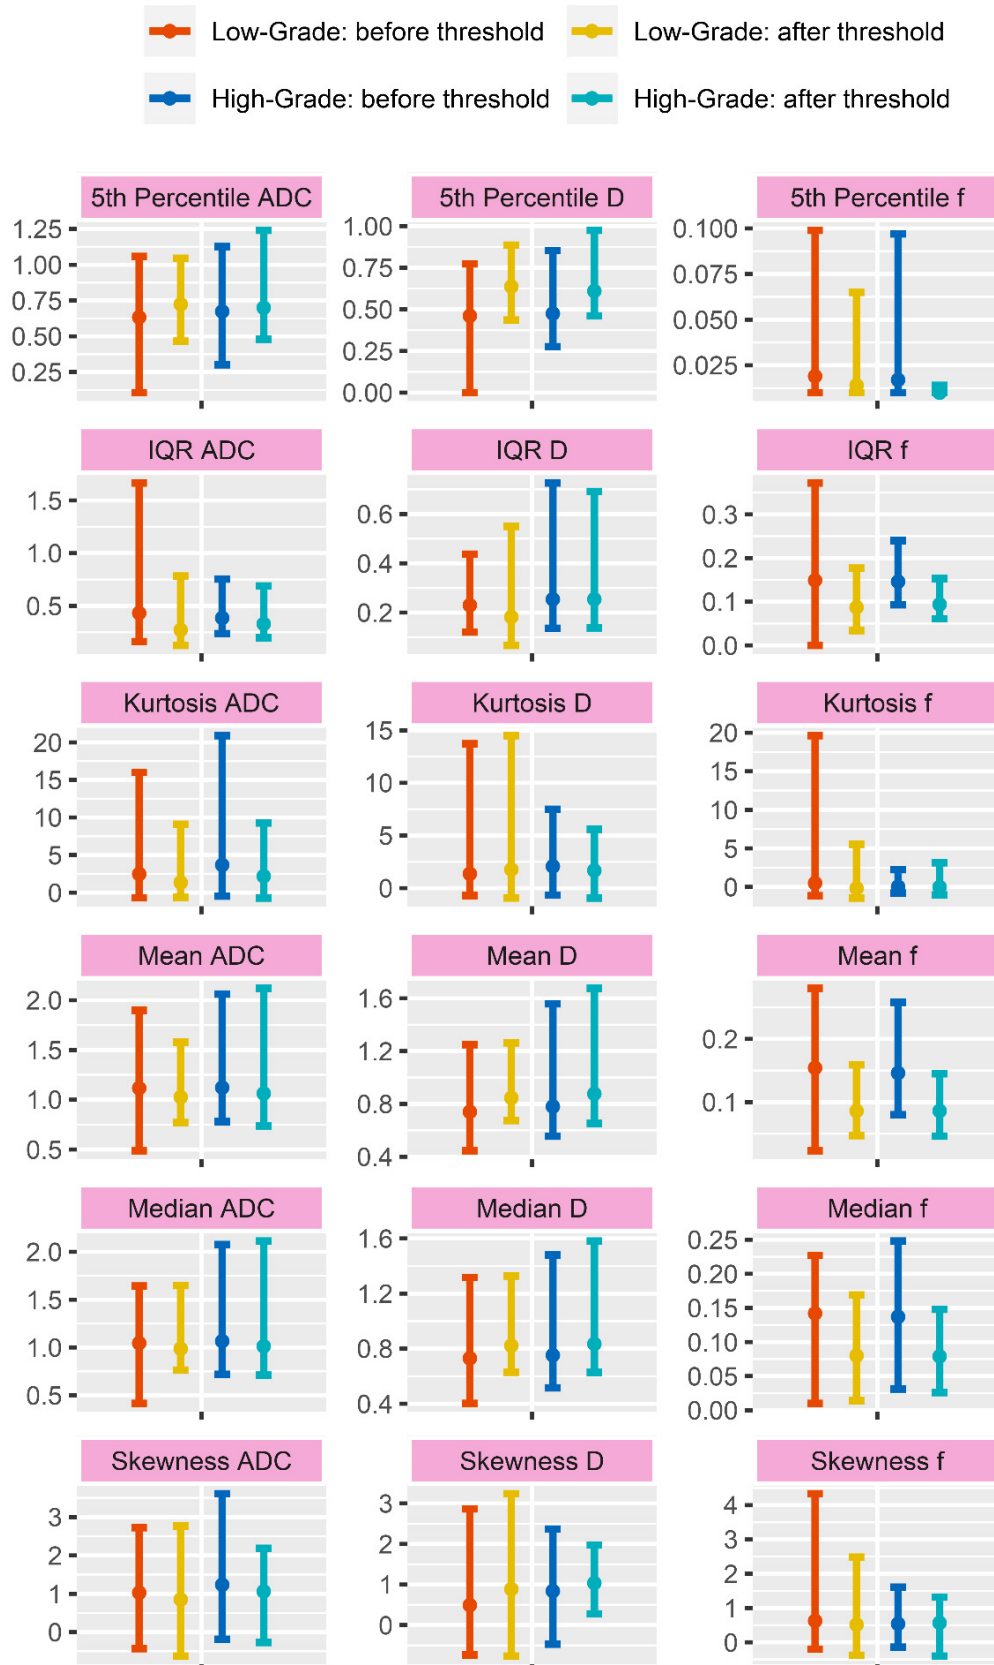 Low-Grade: before threshold Low-Grade: after threshold
High-Grade: before threshold High-Grade: after threshold
5th Percentile ADC 5th Percentile D 5th Percentile f
1.25 1.00 0.100
1.00 0.75 0.075
0.75 0.50 0.050
0.50 0.25 0.025
0.25 0.00
IQR ADC IQR D IQR f
1.5 0.6 0.3
1.0 0.4 0.2
0.5 0.2 0.1
0.0
Kurtosis ADC Kurtosis D Kurtosis f
20 15 20
15 10 15
10 5 10
5 0 5
0 0
Mean ADC Mean D Mean f
2.0 1.6 0.2
1.5 1.2 0.1
1.0 0.8
0.5 0.4
Median ADC Median D Median f
2.0 1.6 0.25
1.5 1.2 0.20
1.0 0.8 0.15
0.5 0.4 0.10
0.05
0.00
Skewness ADC Skewness D Skewness f
3 3 4
2 2 3
1 1 2
0 0 1
0